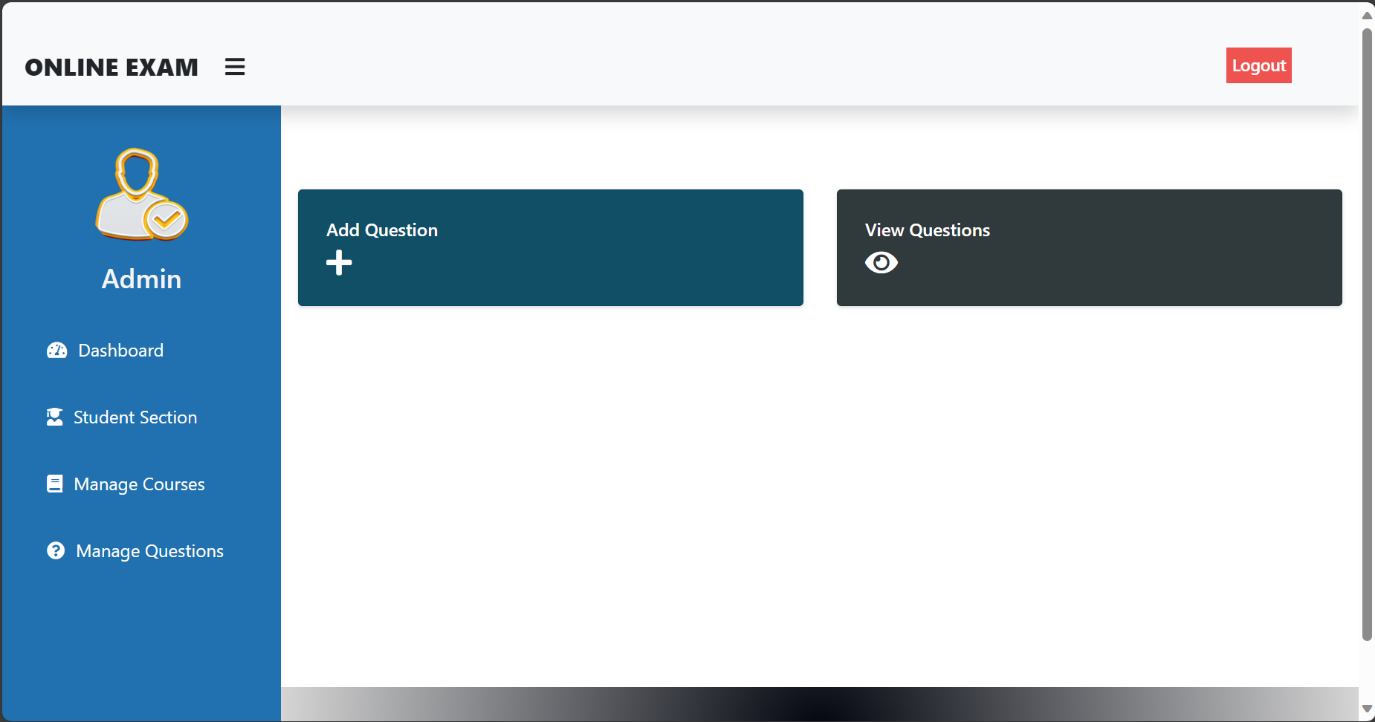 ONLINE EXAM
Logout
Admin
Dashboard
Student Section
Manage Courses
Manage Questions
Add Question
View Questions